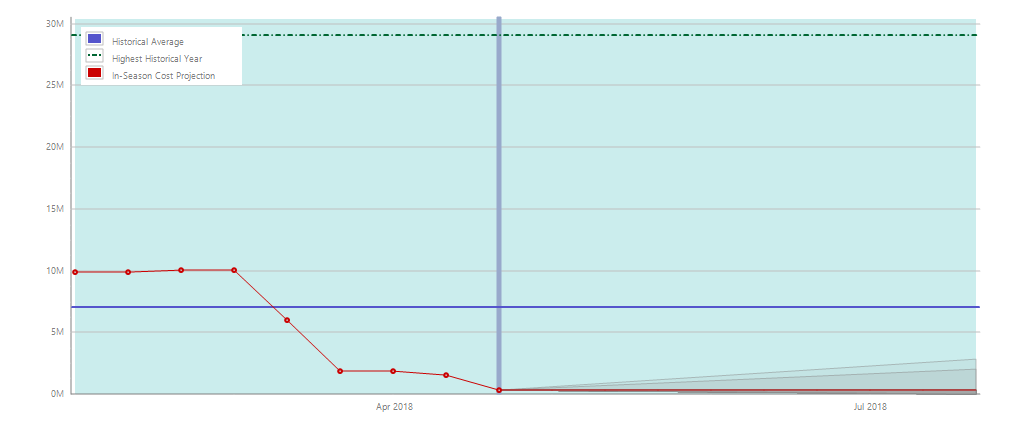 30M
Historical Average
Highest Historical Year
In-Season Cost Projection
25M
20M
15M
10M
5M
0M
Apr 2018
Jul 2018